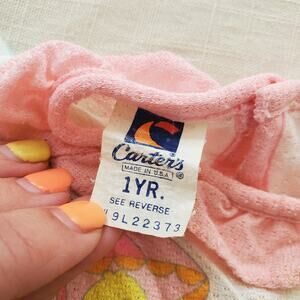 Carter's®
MADE IN U.S.A.
1YR.
SEE REVERSE
9L22373